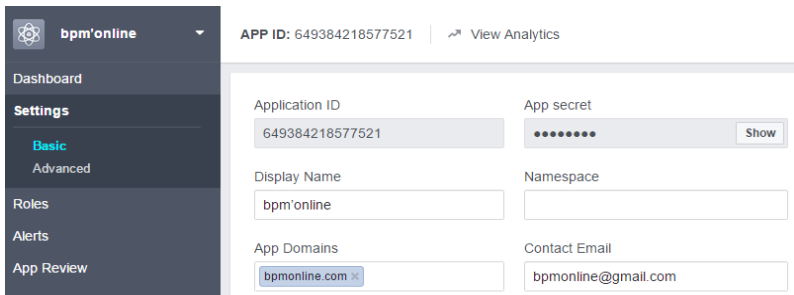 bpm'online
APP ID: 649384218577521 View Analytics
Dashboard
Settings
Basic
Advanced
Roles
Alerts
App Review
Application ID App secret
649384218577521 ●●●●●●●● Show
Display Name Namespace
bpm'online
App Domains Contact Email
bpmonline.com × bpmonline@gmail.com